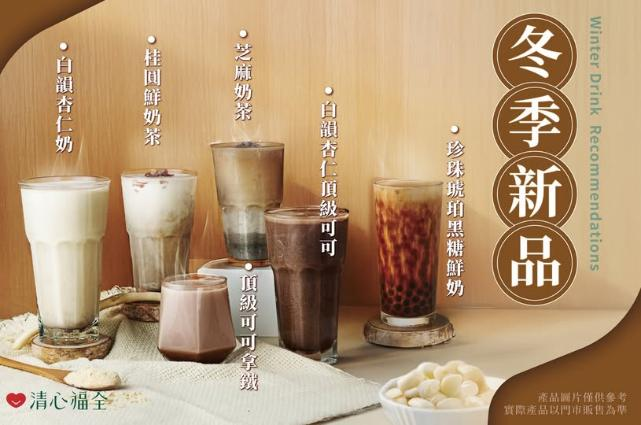 冬季新品
Winter Drink Recommendations
白韻杏仁奶
桂圓鮮奶茶
芝麻奶茶
白韻杏仁頂級可可
頂級可可拿鐵
珍珠琥珀黑糖鮮奶
清心福全
產品圖片僅供參考
實際產品以門市販售為準